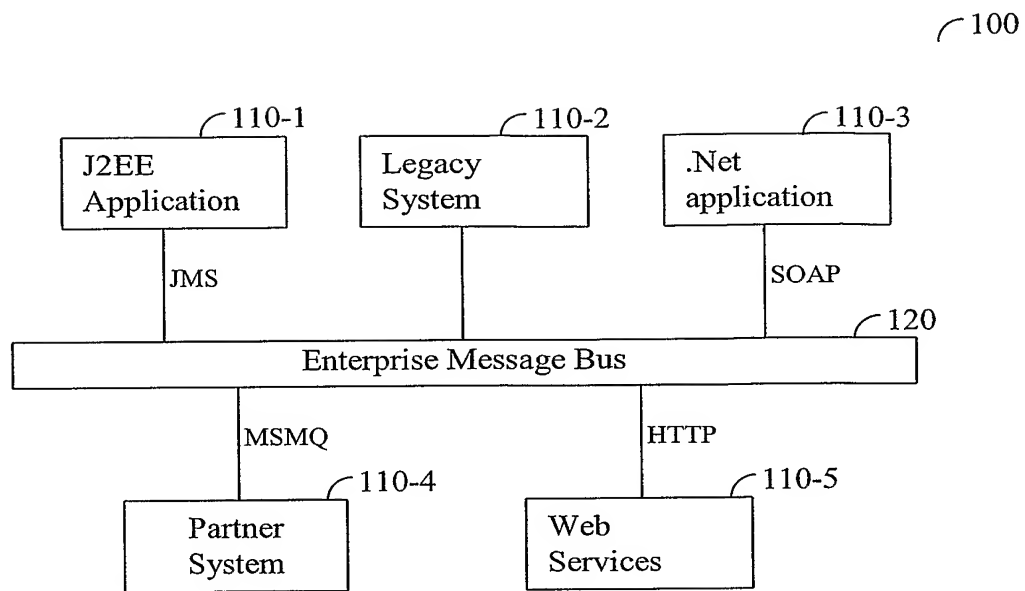 100
110-1
110-2
110-3
J2EE
Application
Legacy
System
.Net
application
JMS
SOAP
120
Enterprise Message Bus
MSMQ
HTTP
110-4
110-5
Partner
System
Web
Services